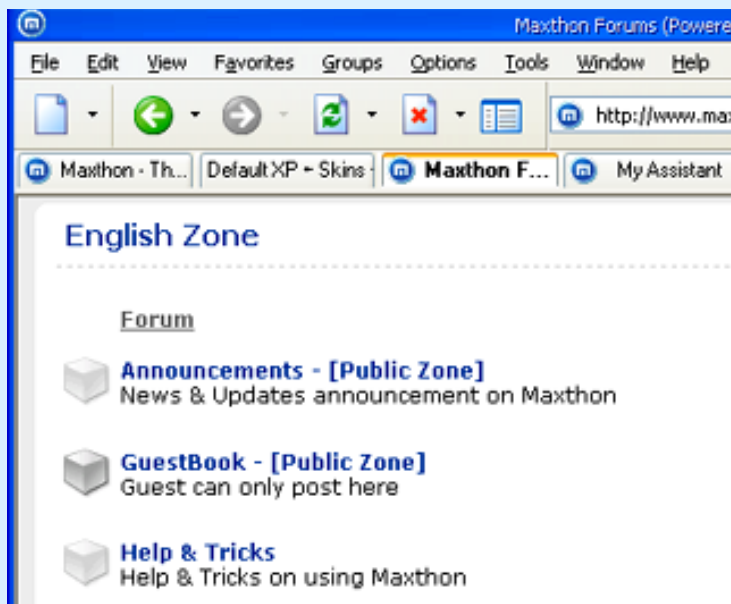 Maxthon Forums (Powere
File Edit View Favorites Groups Options Tools Window Help
http://www.max
Maxthon - Th... Default XP - Skins Maxthon F... My Assistant
English Zone
Forum
Announcements - [Public Zone]
News & Updates announcement on Maxthon
GuestBook - [Public Zone]
Guest can only post here
Help & Tricks
Help & Tricks on using Maxthon